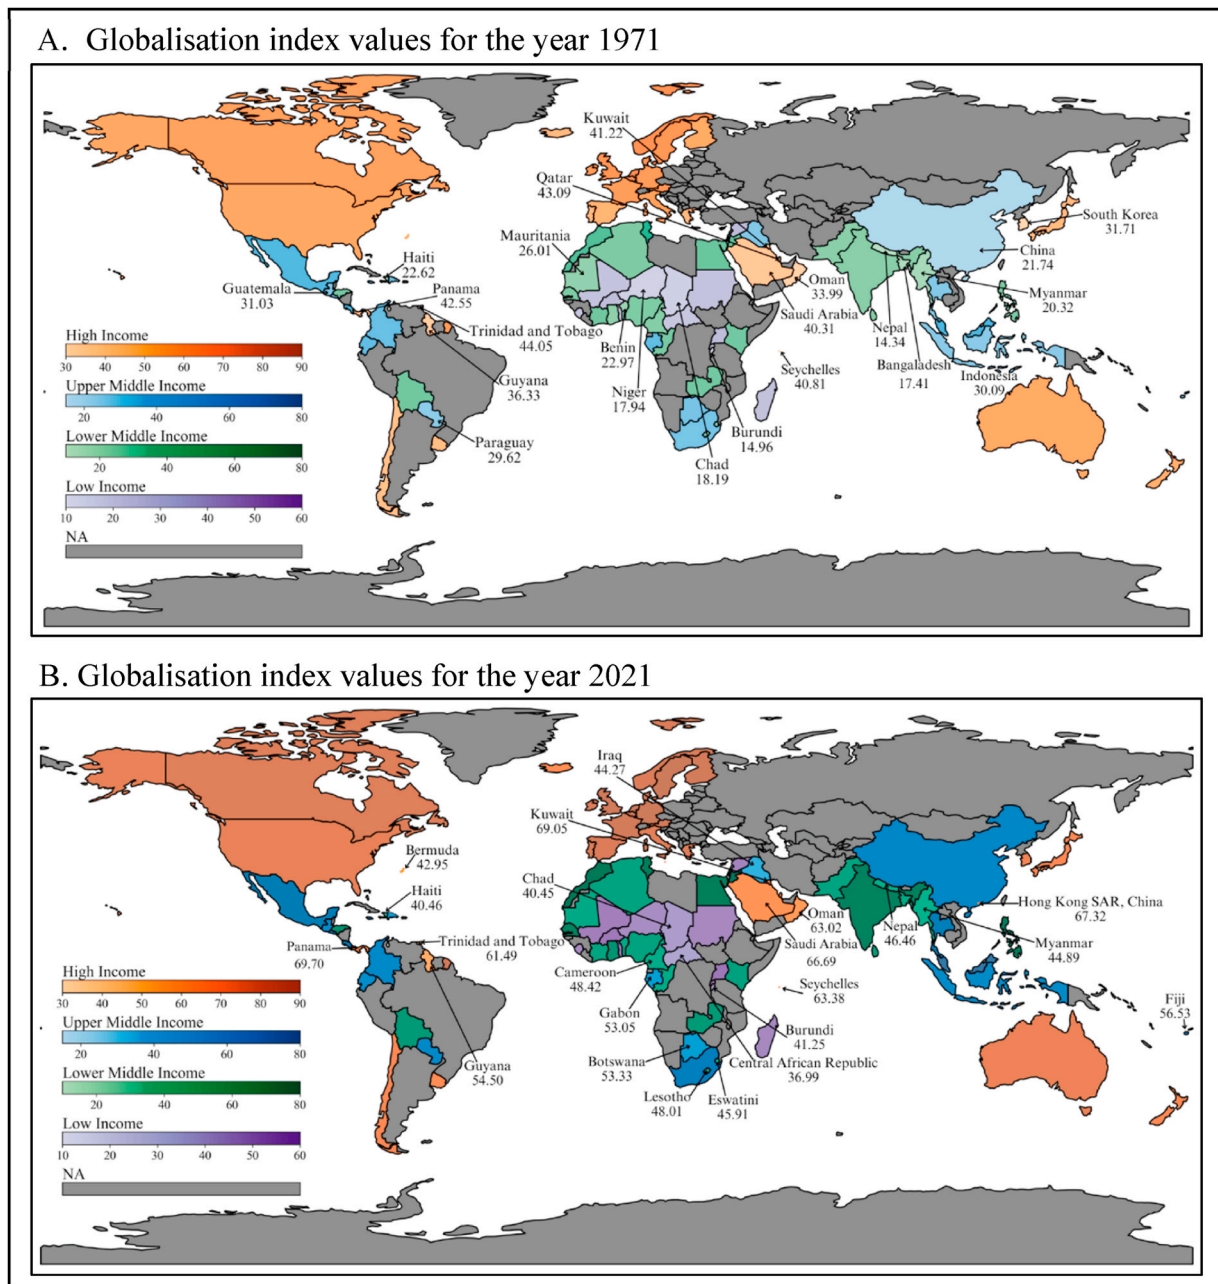 A. Globalisation index values for the year 1971
Kuwait
41.22
Qatar
43.09
Mauritania
26.01
South Korea
31.71
China
21.74
Haiti
22.62
Guatemala
31.03
Panama
42.55
Oman
33.99
Myanmar
20.32
Trinidad and Tobago
44.05
Saudi Arabia
40.31
Nepal
14.34
Benin
22.97
Bangaladesh
17.41
Indonesia
30.09
Seychelles
40.81
Guyana
36.33
Niger
17.94
Burundi
14.96
Paraguay
29.62
Chad
18.19
High Income
30 40 50 60 70 80 90
Upper Middle Income
20 40 60 80
Lower Middle Income
20 40 60 80
Low Income
10 20 30 40 50 60
NA
B. Globalisation index values for the year 2021
Iraq
44.27
Kuwait
69.05
Bermuda
42.95
Chad
40.45
Haiti
40.46
Hong Kong SAR, China
67.32
Oman
63.02
Nepal
46.46
Panama
69.70
Trinidad and Tobago
61.49
Saudi Arabia
66.69
Myanmar
44.89
Cameroon
48.42
Seychelles
63.38
Fiji
56.53
Gabon
53.05
Burundi
41.25
Guyana
54.50
Botswana
53.33
Central African Republic
36.99
Lesotho
48.01
Eswatini
45.91
High Income
30 40 50 60 70 80 90
Upper Middle Income
20 40 60 80
Lower Middle Income
20 40 60 80
Low Income
10 20 30 40 50 60
NA